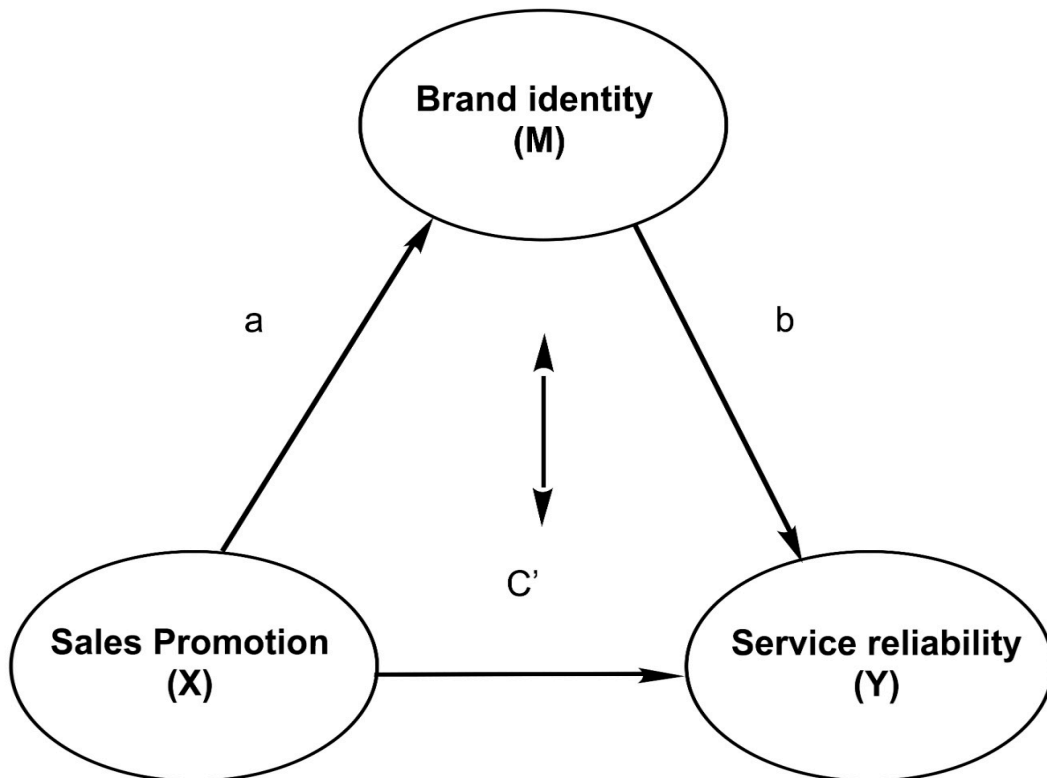 Brand identity
(M)
a
b
C’
Sales Promotion
(X)
Service reliability
(Y)